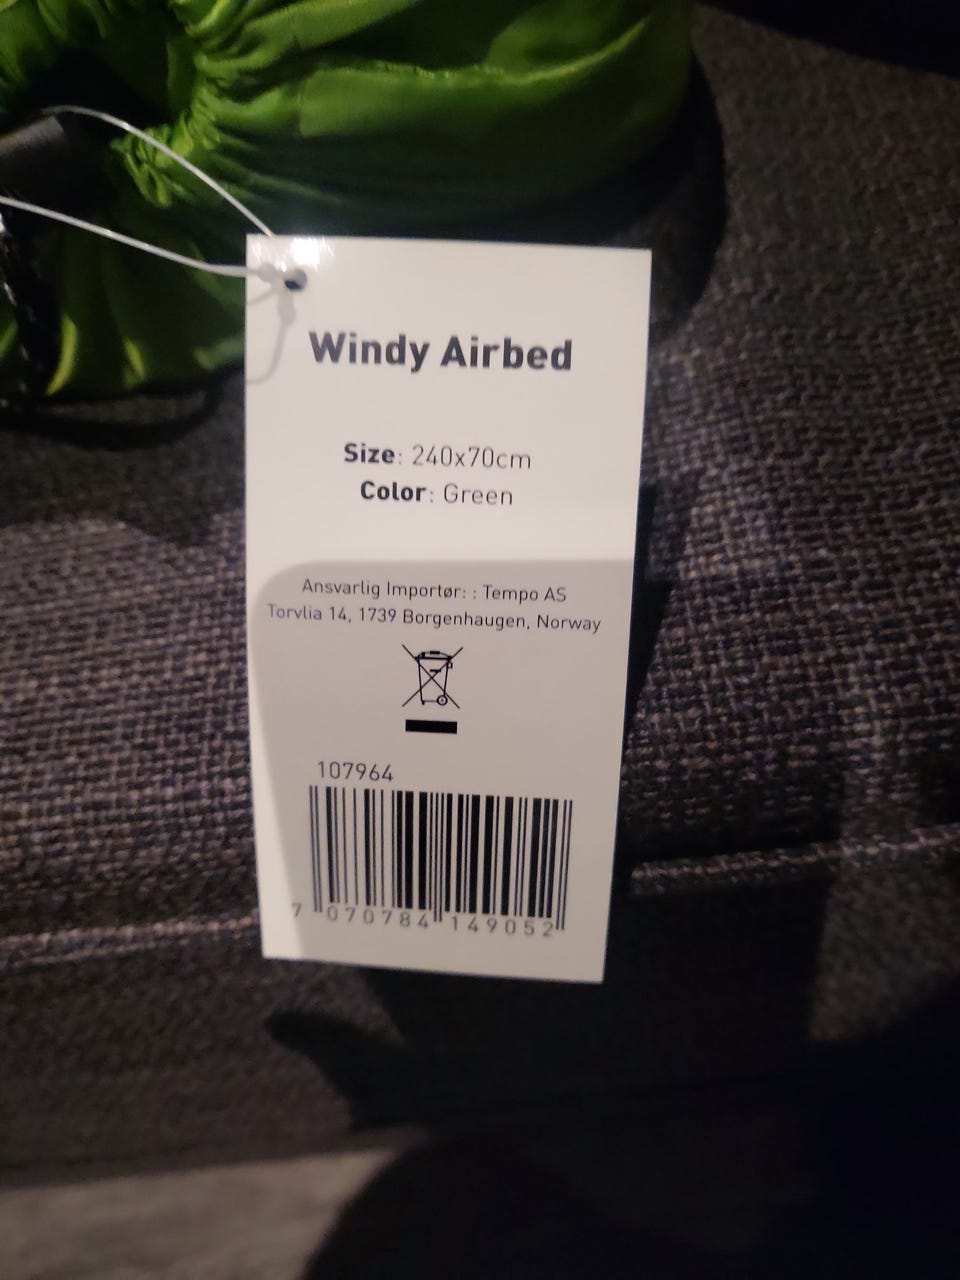 Windy Airbed
Size: 240x70cm
Color: Green
Ansvarlig Importør: : Tempo AS
Torvlia 14, 1739 Borgenhaugen, Norway
107964
7 070784 149052